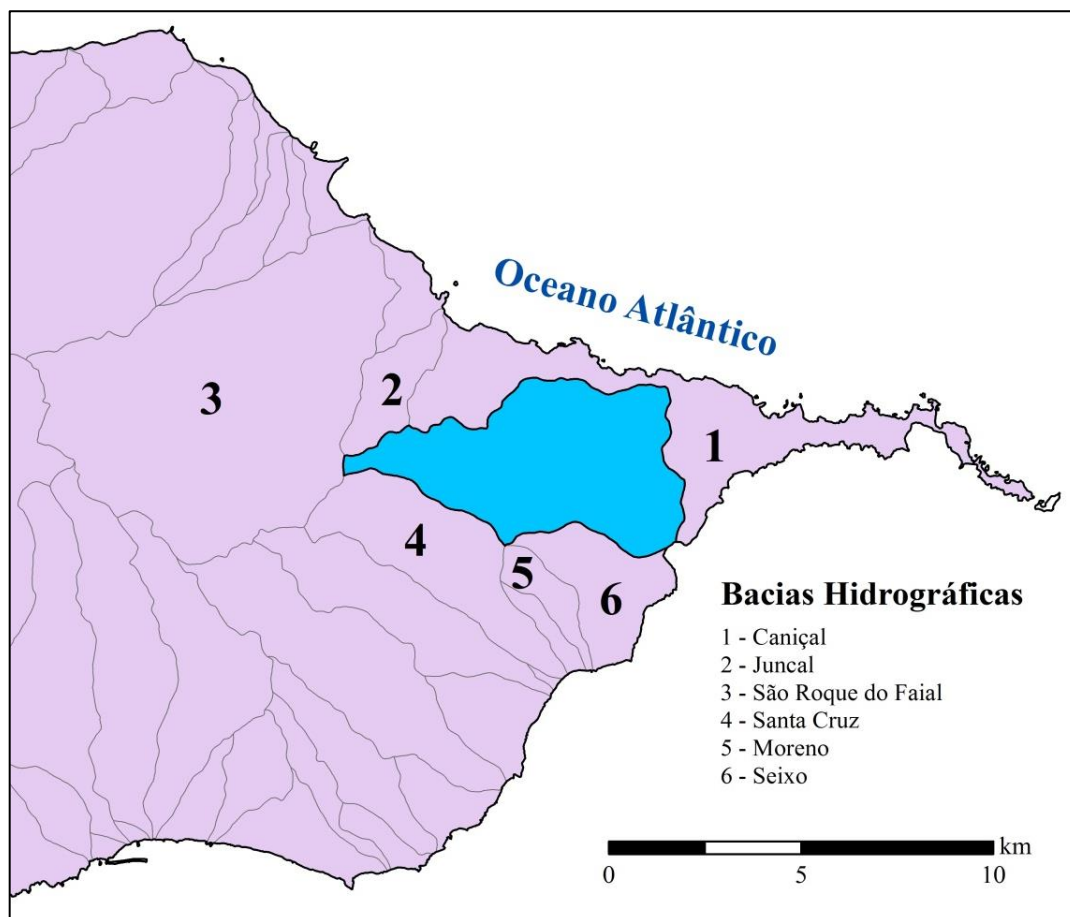 Oceano Atlântico
3
2
1
4
5
6
Bacias Hidrográficas
1 - Caniçal
2 - Juncal
3 - São Roque do Faial
4 - Santa Cruz
5 - Moreno
6 - Seixo
km
0 5 10